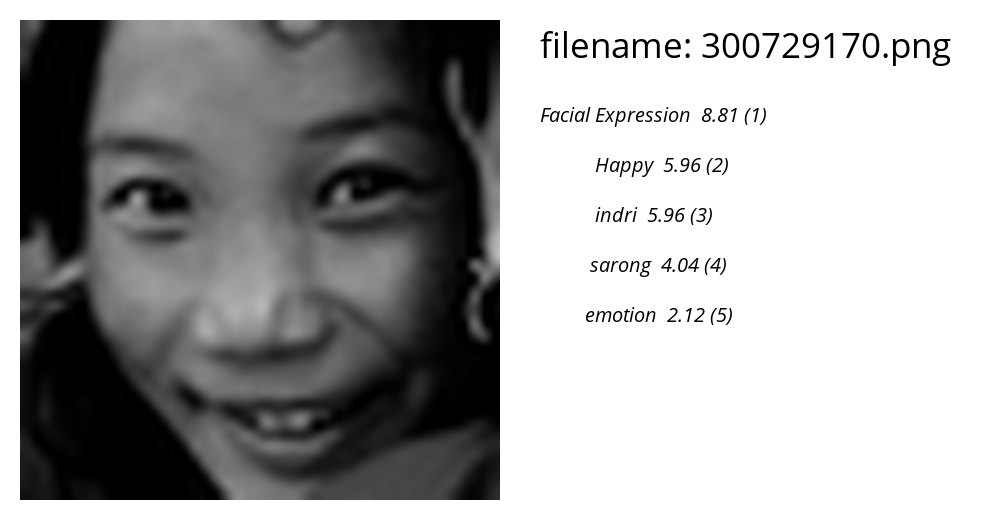 filename: 300729170.png
Facial Expression 8.81 (1)
Happy 5.96 (2)
indri 5.96 (3)
sarong 4.04 (4)
emotion 2.12 (5)